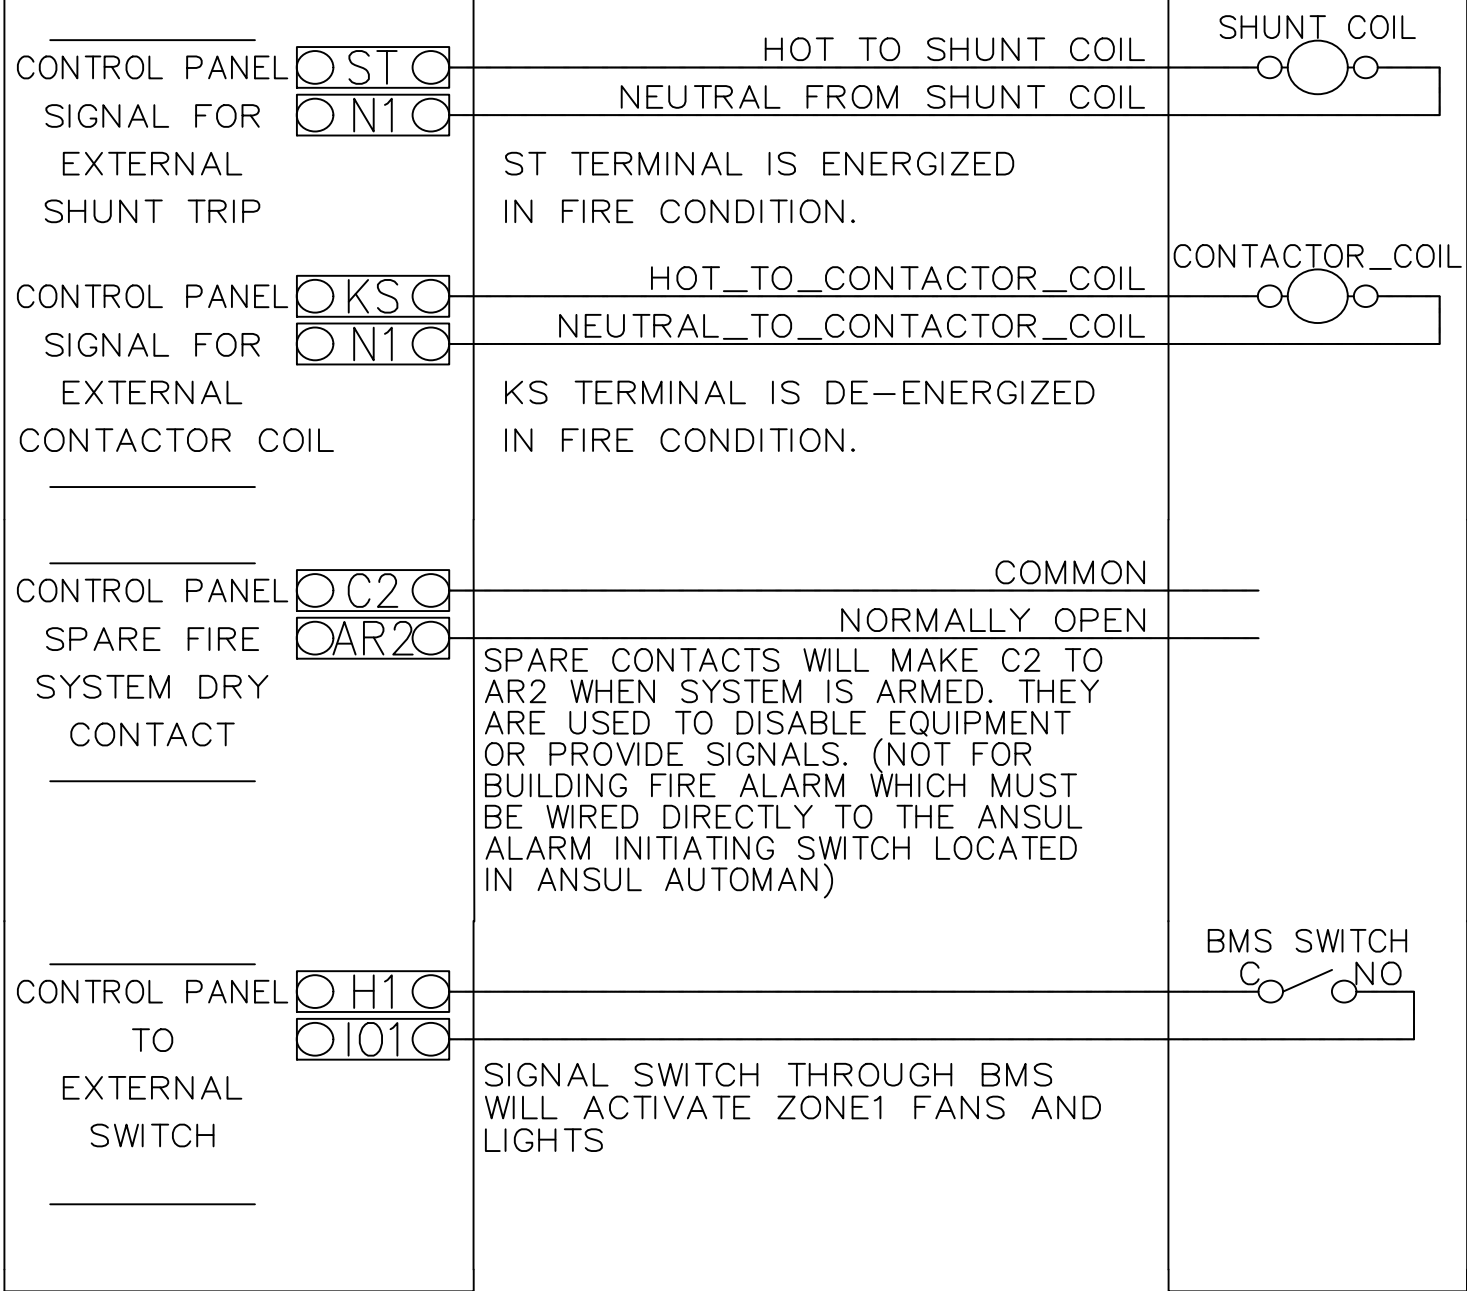 SHUNT COIL
CONTROL PANEL
SIGNAL FOR
EXTERNAL
SHUNT TRIP
ST
N1
HOT TO SHUNT COIL
NEUTRAL FROM SHUNT COIL
ST TERMINAL IS ENERGIZED
IN FIRE CONDITION.
CONTACTOR_COIL
CONTROL PANEL
SIGNAL FOR
EXTERNAL
CONTACTOR COIL
KS
N1
HOT_TO_CONTACTOR_COIL
NEUTRAL_TO_CONTACTOR_COIL
KS TERMINAL IS DE-ENERGIZED
IN FIRE CONDITION.
CONTROL PANEL
SPARE FIRE
SYSTEM DRY
CONTACT
C2
AR2
COMMON
NORMALLY OPEN
SPARE CONTACTS WILL MAKE C2 TO
AR2 WHEN SYSTEM IS ARMED. THEY
ARE USED TO DISABLE EQUIPMENT
OR PROVIDE SIGNALS. (NOT FOR
BUILDING FIRE ALARM WHICH MUST
BE WIRED DIRECTLY TO THE ANSUL
ALARM INITIATING SWITCH LOCATED
IN ANSUL AUTOMAN)
BMS SWITCH
C NO
CONTROL PANEL
TO
EXTERNAL
SWITCH
H1
I01
SIGNAL SWITCH THROUGH BMS
WILL ACTIVATE ZONE1 FANS AND
LIGHTS